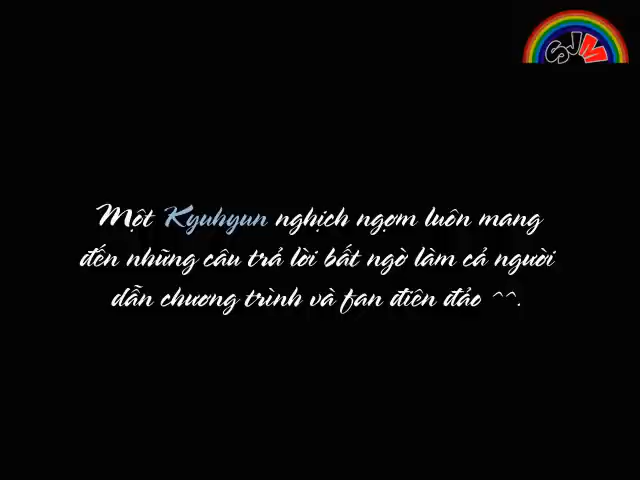 SJM
Một Kyuhyun nghịch ngợm luôn mang
đến những câu trả lời bất ngờ làm cả người
dẫn chương trình và fan điên đảo ^^.